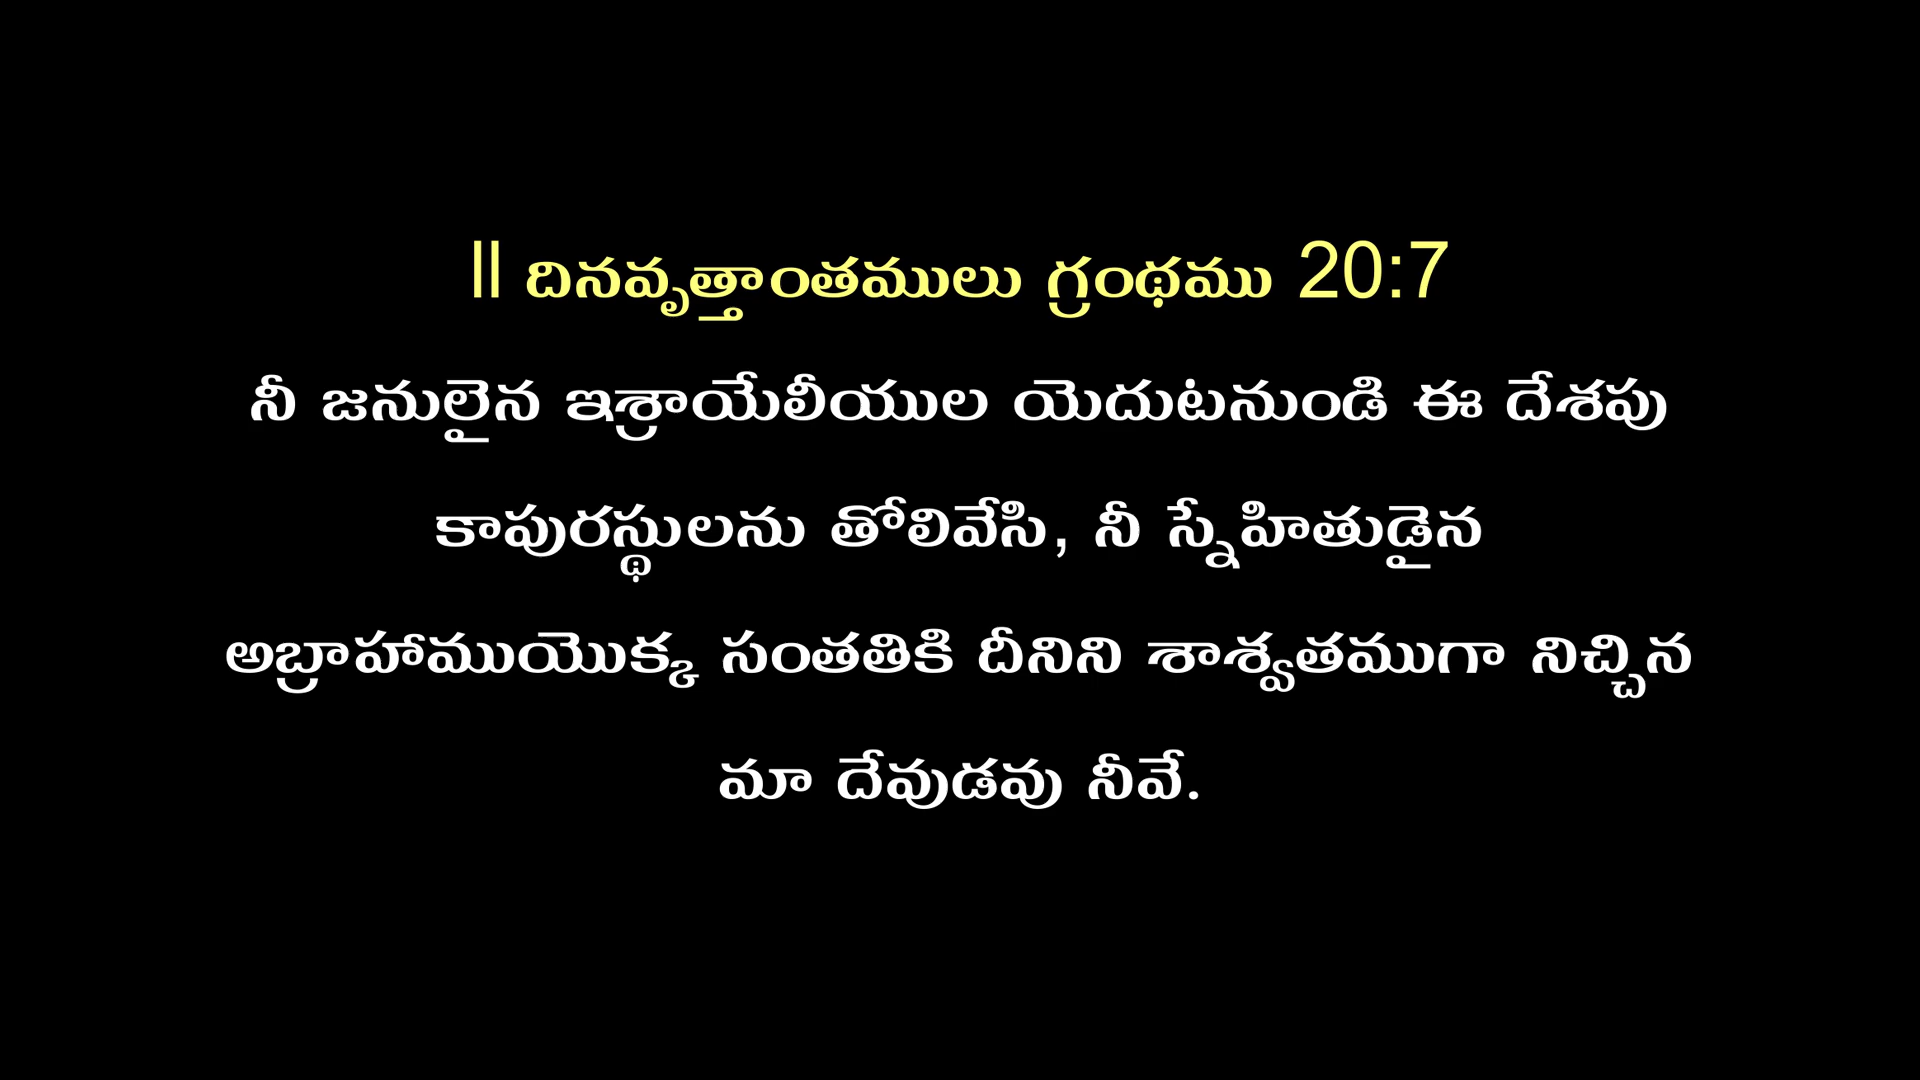 II దినవృత్తాంతములు గ్రంథము 20:7
నీ జనులైన ఇశ్రాయేలీయుల యెదుటనుండి ఈ దేశపు
కాపురస్థులను తోలివేసి, నీ స్నేహితుడైన
అబ్రాహాముయొక్క సంతతికి దీనిని శాశ్వతముగా నిచ్చిన
మా దేవుడవు నీవే.